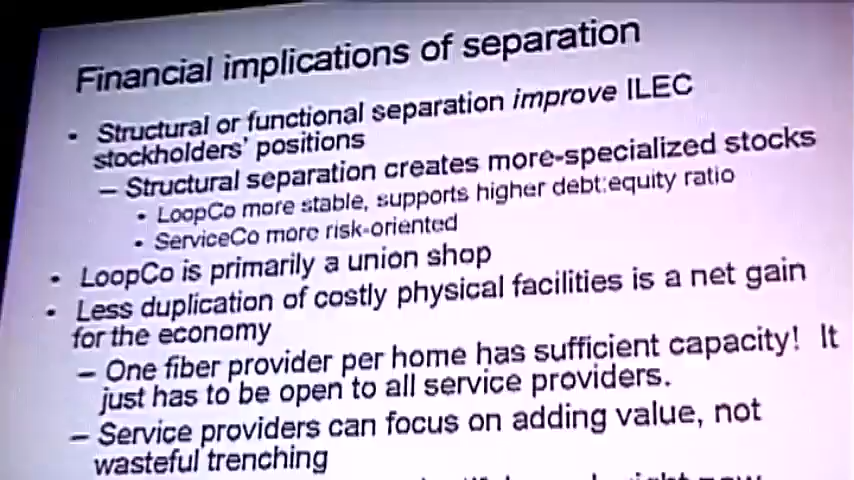 Financial implications of separation
• Structural or functional separation improve ILEC
stockholders' positions
– Structural separation creates more-specialized stocks
• LoopCo more stable, supports higher debt:equity ratio
• ServiceCo more risk-oriented
• LoopCo is primarily a union shop
• Less duplication of costly physical facilities is a net gain
for the economy
– One fiber provider per home has sufficient capacity! It
just has to be open to all service providers.
– Service providers can focus on adding value, not
wasteful trenching
right now